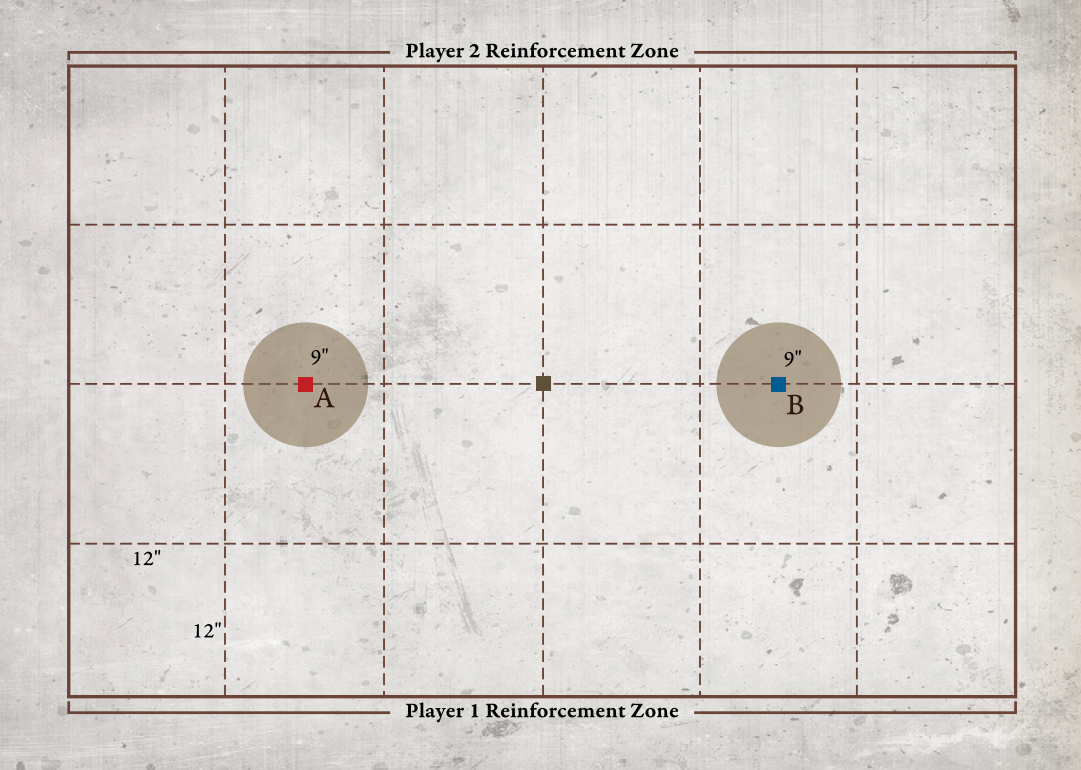 Player 2 Reinforcement Zone
9"
A
9"
B
12"
12"
Player 1 Reinforcement Zone